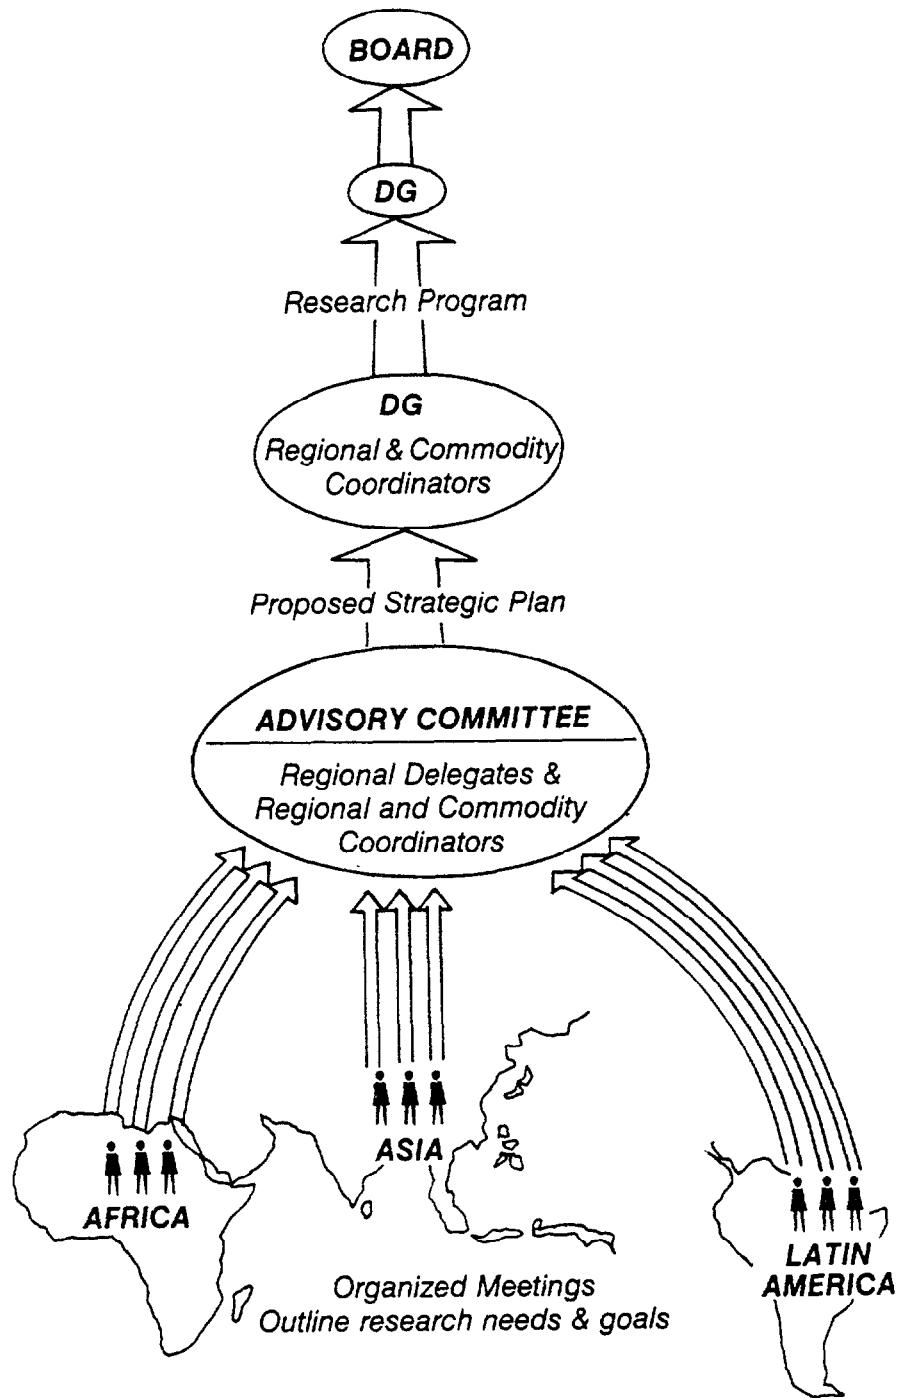 BOARD
DG
Research Program
DG
Regional & Commodity
Coordinators
Proposed Strategic Plan
ADVISORY COMMITTEE
Regional Delegates &
Regional and Commodity
Coordinators
ASIA
AFRICA
LATIN
AMERICA
Organized Meetings
Outline research needs & goals